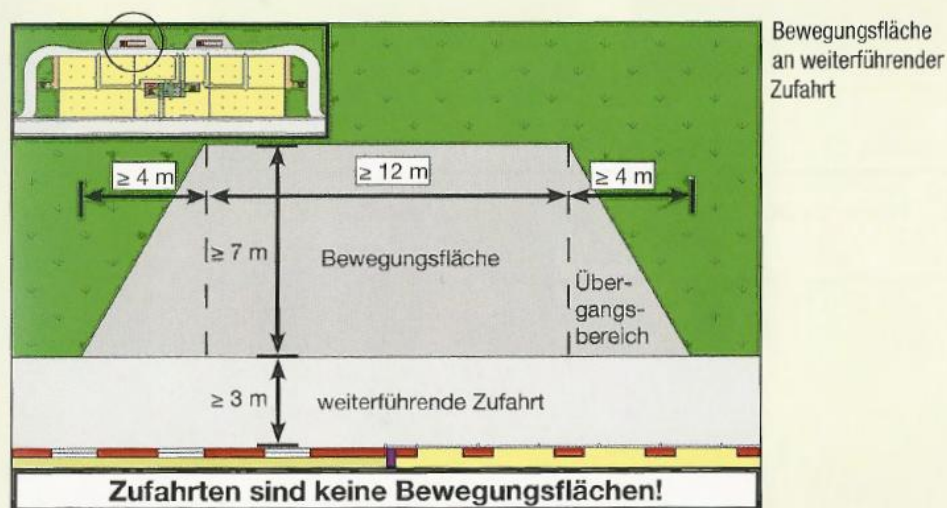 Bewegungsfläche
an weiterführender
Zufahrt
≥ 4 m
≥ 12 m
≥ 4 m
≥ 7 m
Bewegungsfläche
Über-
gangs-
bereich
≥ 3 m
weiterführende Zufahrt
Zufahrten sind keine Bewegungsflächen!